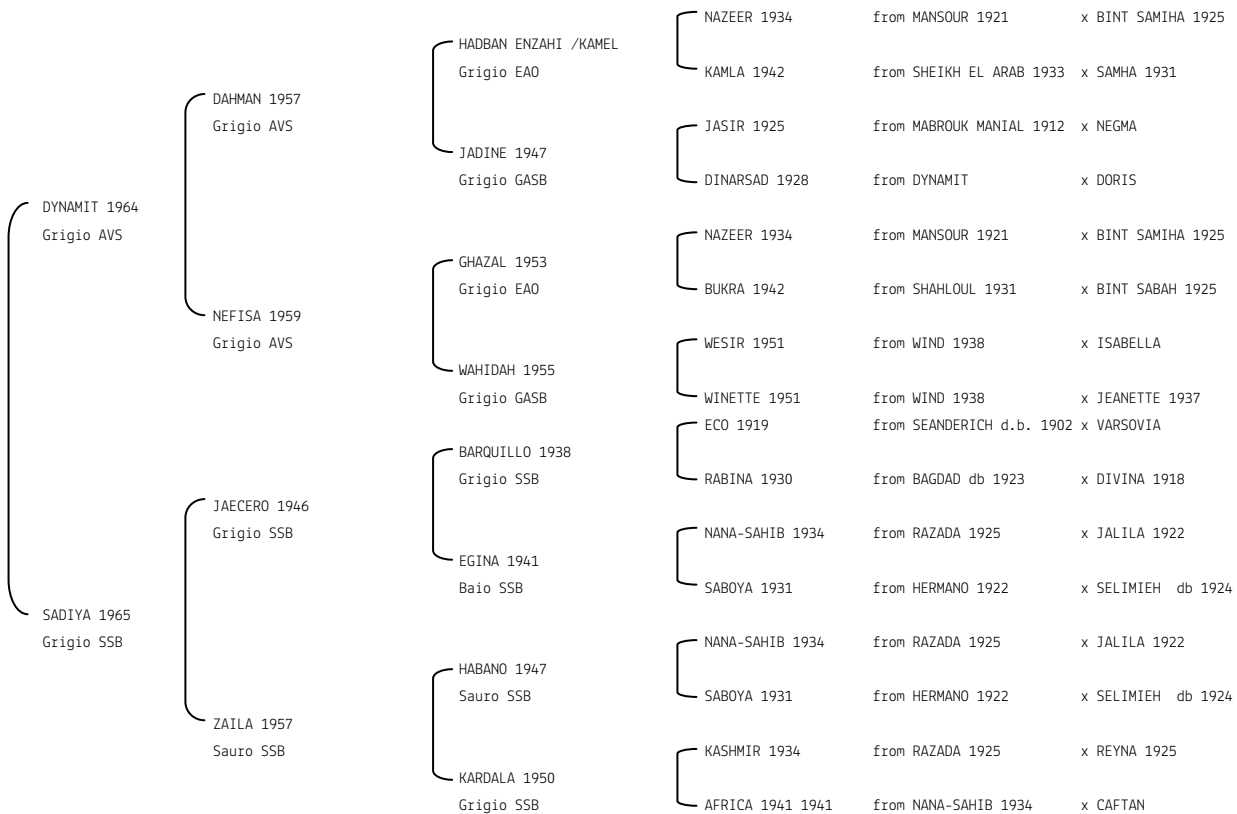 NAZEER 1934 from MANSOUR 1921 x BINT SAMIHA 1925
HADBAN ENZAHI /KAMEL
Grigio EAO
KAMLA 1942 from SHEIKH EL ARAB 1933 x SAMHA 1931
DAHMAN 1957
Grigio AVS
JASIR 1925 from MABROUK MANIAL 1912 x NEGMA
JADINE 1947
Grigio GASB
DINARSAD 1928 from DYNAMIT x DORIS
DYNAMIT 1964
Grigio AVS
NAZEER 1934 from MANSOUR 1921 x BINT SAMIHA 1925
GHAZAL 1953
Grigio EAO
BUKRA 1942 from SHAHLOUL 1931 x BINT SABAH 1925
NEFISA 1959
Grigio AVS
WESIR 1951 from WIND 1938 x ISABELLA
WAHIDAH 1955
Grigio GASB
WINETTE 1951 from WIND 1938 x JEANETTE 1937
ECO 1919 from SEANDERICH d.b. 1902 x VARSOVIA
BARQUILLO 1938
Grigio SSB
RABINA 1930 from BAGDAD db 1923 x DIVINA 1918
JAECERO 1946
Grigio SSB
NANA-SAHIB 1934 from RAZADA 1925 x JALILA 1922
EGINA 1941
Baio SSB
SABOYA 1931 from HERMANO 1922 x SELIMIEH db 1924
SADIYA 1965
Grigio SSB
NANA-SAHIB 1934 from RAZADA 1925 x JALILA 1922
HABANO 1947
Sauro SSB
SABOYA 1931 from HERMANO 1922 x SELIMIEH db 1924
ZAILA 1957
Sauro SSB
KASHMIR 1934 from RAZADA 1925 x REYNA 1925
KARDALA 1950
Grigio SSB
AFRICA 1941 1941 from NANA-SAHIB 1934 x CAFTAN